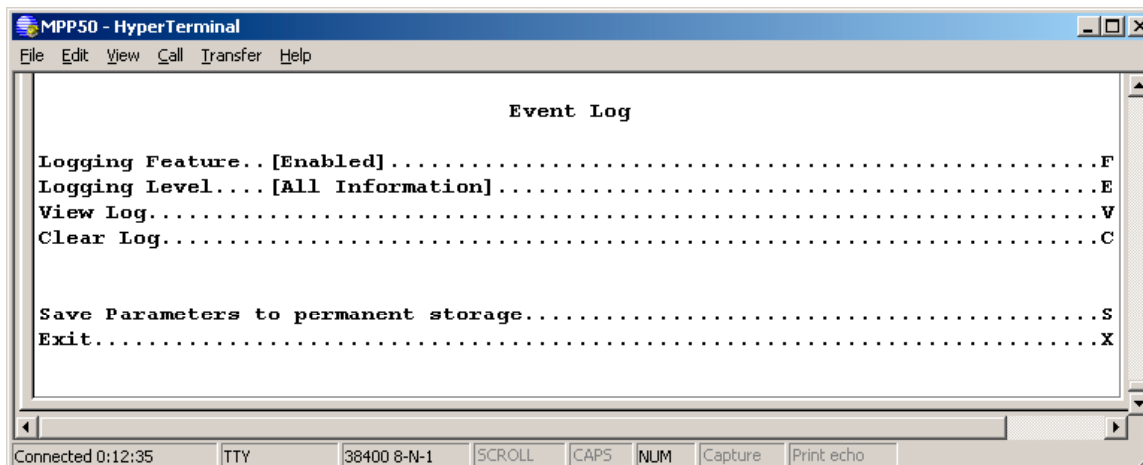 MPP50 - HyperTerminal
File Edit View Call Transfer Help
Event Log
Logging Feature..[Enabled].....................................................F
Logging Level....[All Information].............................................E
View Log.......................................................................V
Clear Log......................................................................C
Save Parameters to permanent storage...........................................S
Exit...........................................................................X
Connected 0:12:35 TTY 38400 8-N-1 SCROLL CAPS NUM Capture Print echo